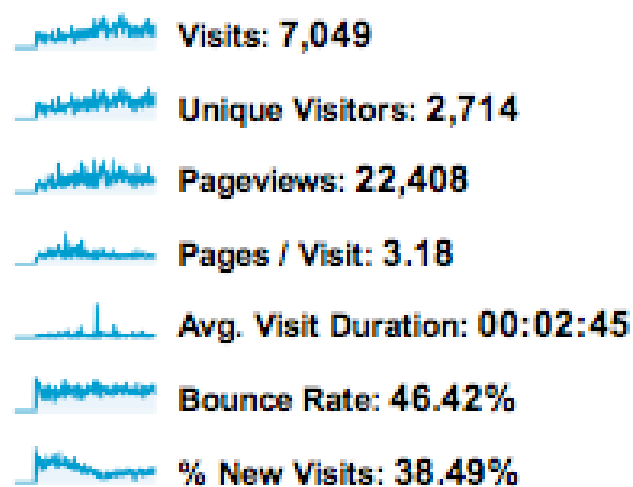 Visits: 7,049
Unique Visitors: 2,714
Pageviews: 22,408
Pages / Visit: 3.18
Avg. Visit Duration: 00:02:45
Bounce Rate: 46.42%
% New Visits: 38.49%